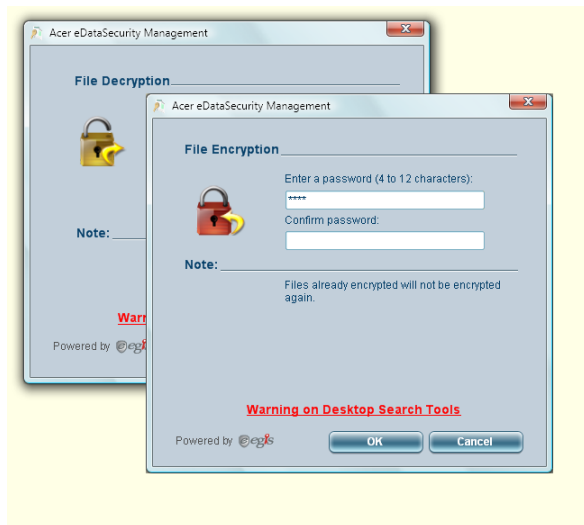 Acer eDataSecurity Management
File Decryption
Note:
Warn
Powered by egis
Acer eDataSecurity Management
File Encryption
Enter a password (4 to 12 characters):
****
Confirm password:
Note:
Files already encrypted will not be encrypted
again.
Warning on Desktop Search Tools
Powered by egis
OK
Cancel